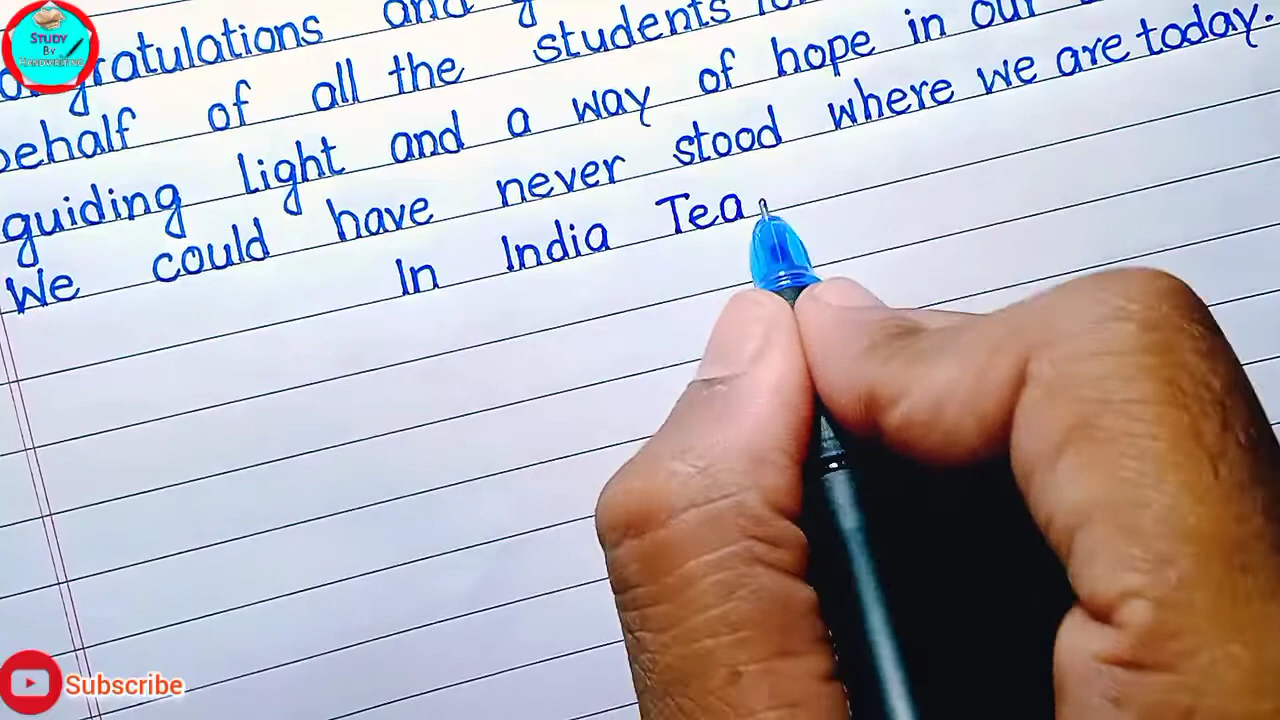 STUDY
By
HANDWRITING
and
behalf of all the students
guiding light and a way of hope in our
We could have never stood where we are today.
In India Tea
Subscribe